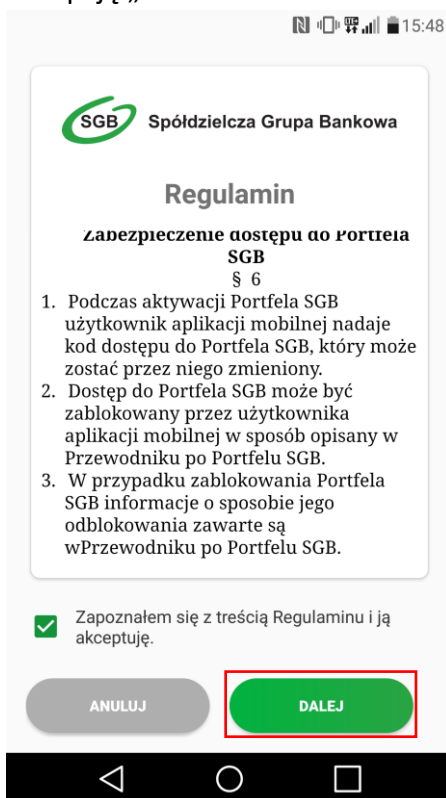 15:48
SGB Spółdzielcza Grupa Bankowa
Regulamin
Zabezpieczenie dostępu do Portfela
SGB
§ 6
1. Podczas aktywacji Portfela SGB
użytkownik aplikacji mobilnej nadaje
kod dostępu do Portfela SGB, który może
zostać przez niego zmieniony.
2. Dostęp do Portfela SGB może być
zablokowany przez użytkownika
aplikacji mobilnej w sposób opisany w
Przewodniku po Portfelu SGB.
3. W przypadku zablokowania Portfela
SGB informacje o sposobie jego
odblokowania zawarte są
wPrzewodniku po Portfelu SGB.
Zapoznałem się z treścią Regulaminu i ją
akceptuję.
ANULUJ DALEJ